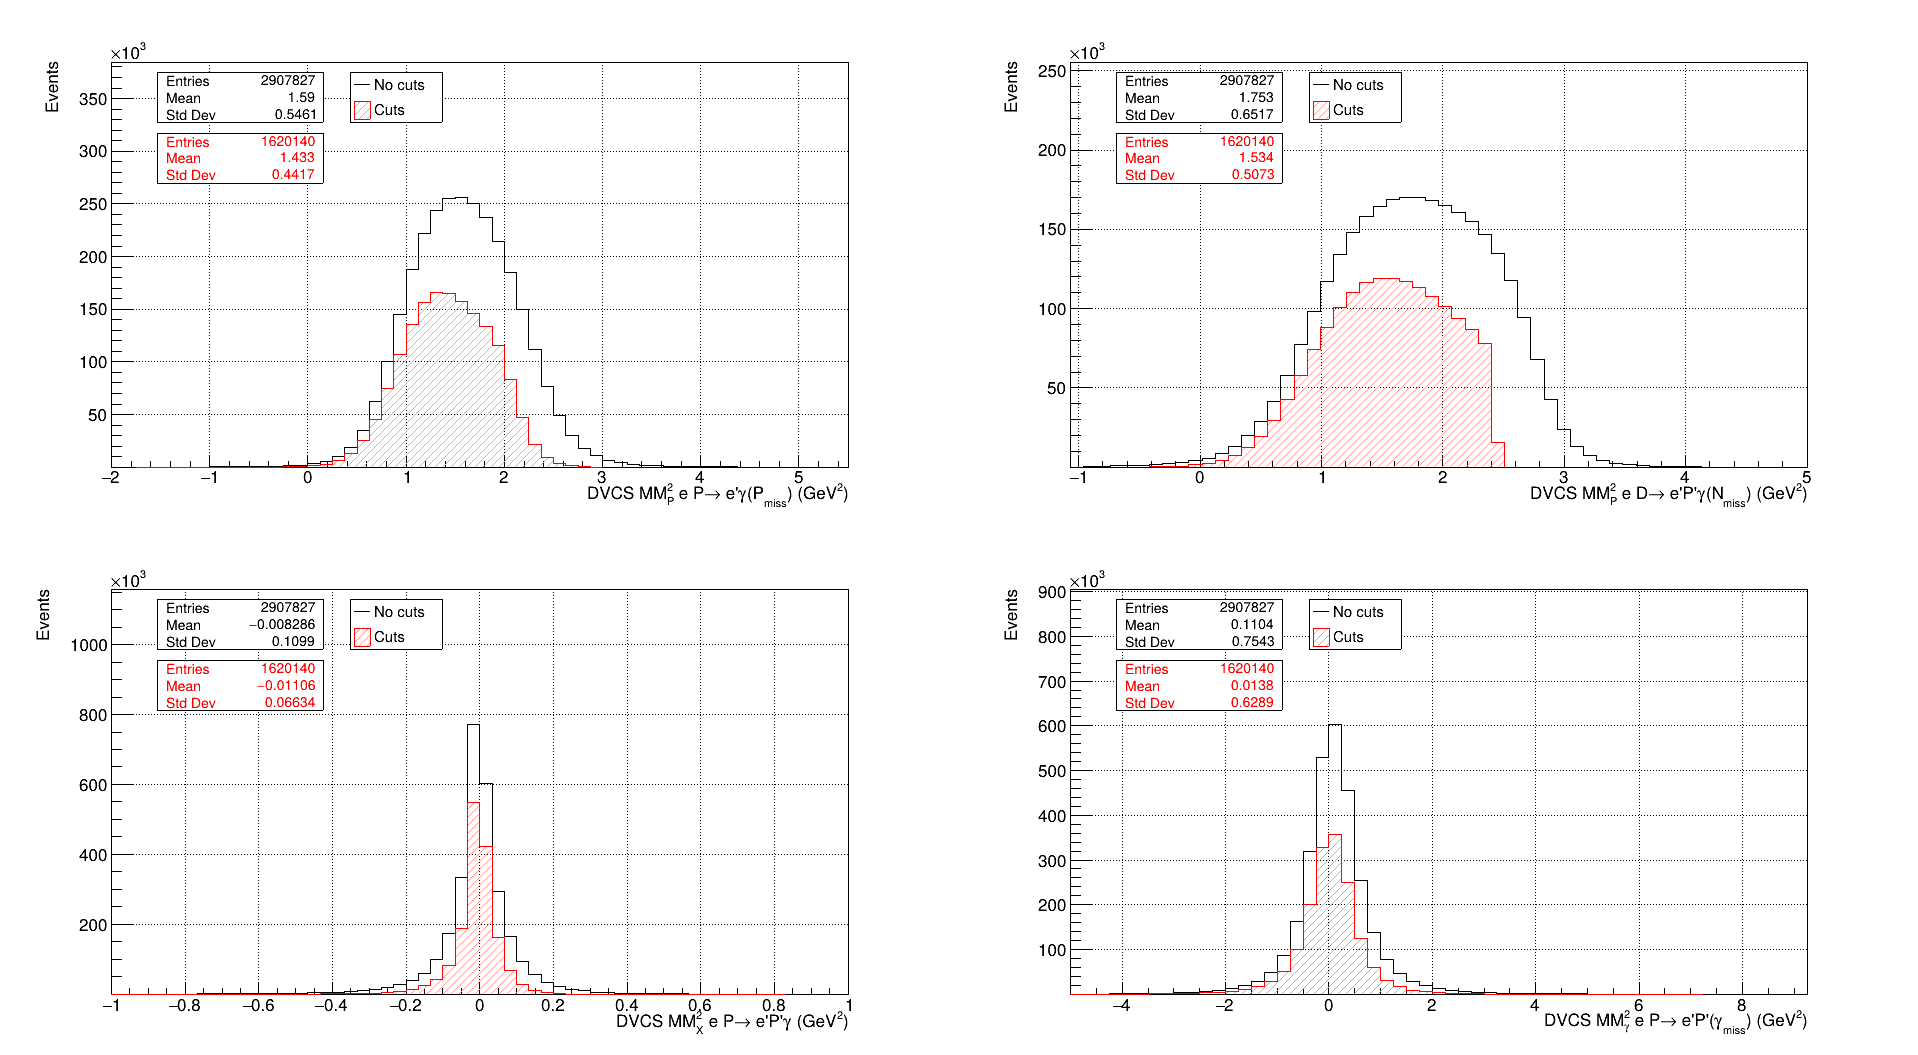 ×10³
Events
Entries 2907827
Mean 1.59
Std Dev 0.5461
Entries 1620140
Mean 1.433
Std Dev 0.4417
No cuts
Cuts
350
300
250
200
150
100
50
−2 −1 0 1 2 3 4 5
DVCS MM²_P e P→ e'γ(P_miss) (GeV²)
×10³
Events
Entries 2907827
Mean 1.753
Std Dev 0.6517
Entries 1620140
Mean 1.534
Std Dev 0.5073
No cuts
Cuts
250
200
150
100
50
−1 0 1 2 3 4 5
DVCS MM²_P e D→ e'P'γ(N_miss) (GeV²)
×10³
Events
Entries 2907827
Mean −0.008286
Std Dev 0.1099
Entries 1620140
Mean −0.01106
Std Dev 0.06634
No cuts
Cuts
1000
800
600
400
200
−1 −0.8 −0.6 −0.4 −0.2 0 0.2 0.4 0.6 0.8 1
DVCS MM²_X e P→ e'P'γ (GeV²)
×10³
Events
Entries 2907827
Mean 0.1104
Std Dev 0.7543
Entries 1620140
Mean 0.0138
Std Dev 0.6289
No cuts
Cuts
900
800
700
600
500
400
300
200
100
−4 −2 0 2 4 6 8
DVCS MM²_γ e P→ e'P'(γ_miss) (GeV²)